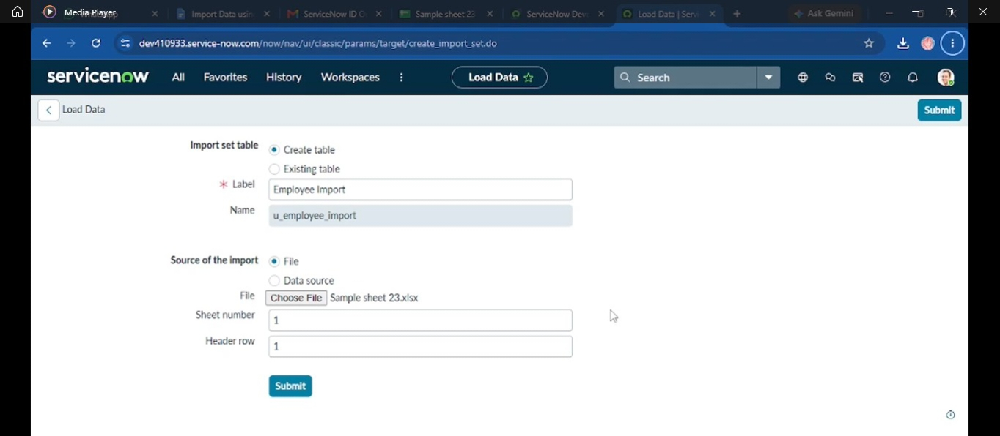 Media Player
Import Data usin
ServiceNow ID O
Sample sheet 23
ServiceNow Dev
Load Data | Serv
Ask Gemini
dev410933.service-now.com/now/nav/ui/classic/params/target/create_import_set.do
servicenow
All
Favorites
History
Workspaces
Load Data
Search
Load Data
Submit
Import set table
Create table
Existing table
* Label
Employee Import
Name
u_employee_import
Source of the import
File
Data source
File
Choose File Sample sheet 23.xlsx
Sheet number
1
Header row
1
Submit